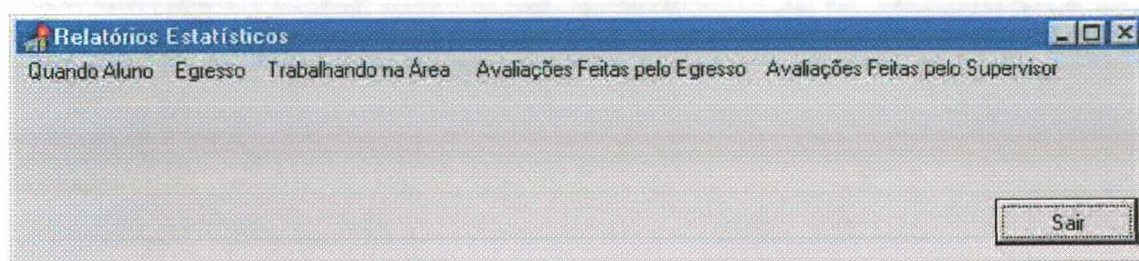 Relatórios Estatísticos
Quando Aluno Egresso Trabalhando na Área Avaliações Feitas pelo Egresso Avaliações Feitas pelo Supervisor
Sair